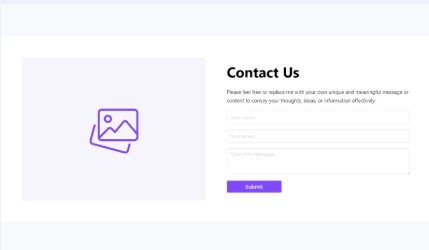 Contact Us
Please feel free to replace me with your own unique and meaningful message or
content to convey your thoughts, ideas, or information effectively.
Your name
Your email
Type your message...
Submit